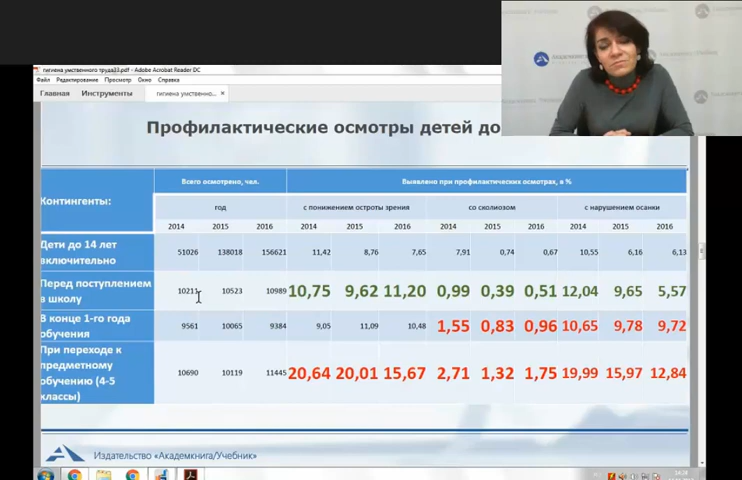 гигиена умственного труда[3].pdf - Adobe Acrobat Reader DC
Файл Редактирование Просмотр Окно Справка
Главная Инструменты гигиена умственно... ×
Профилактические осмотры детей до
Контингенты:
Всего осмотрено, чел. Выявлено при профилактических осмотрах, в %
год с понижением остроты зрения со сколиозом с нарушением осанки
2014 2015 2016 2014 2015 2016 2014 2015 2016 2014 2015 2016
Дети до 14 лет включительно 51026 138018 156621 11,42 8,76 7,65 7,91 0,74 0,67 10,55 6,16 6,13
Перед поступлением в школу 10211 10523 10989 10,75 9,62 11,20 0,99 0,39 0,51 12,04 9,65 5,57
В конце 1-го года обучения 9561 10065 9384 9,05 11,09 10,48 1,55 0,83 0,96 10,65 9,78 9,72
При переходе к предметному обучению (4-5 классы) 10690 10119 11445 20,64 20,01 15,67 2,71 1,32 1,75 19,99 15,97 12,84
Издательство «Академкнига/Учебник»